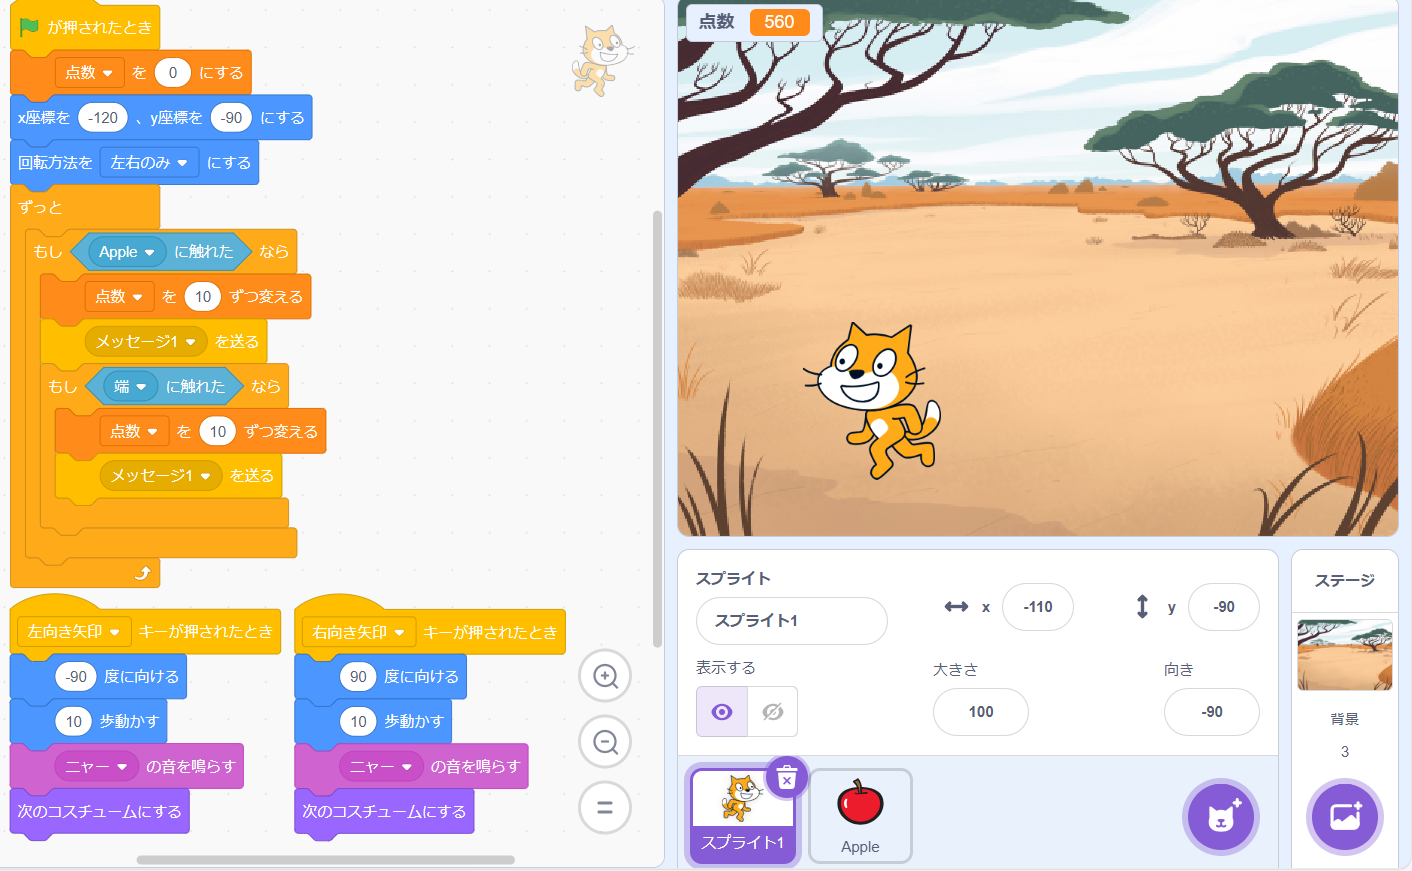 が押されたとき
点数 を 0 にする
x座標を -120 、y座標を -90 にする
回転方法を 左右のみ にする
ずっと
もし Apple に触れた なら
点数 を 10 ずつ変える
メッセージ1 を送る
もし 端 に触れた なら
点数 を 10 ずつ変える
メッセージ1 を送る
左向き矢印 キーが押されたとき
-90 度に向ける
10 歩動かす
ニャー の音を鳴らす
次のコスチュームにする
右向き矢印 キーが押されたとき
90 度に向ける
10 歩動かす
ニャー の音を鳴らす
次のコスチュームにする
点数 560
スプライト
スプライト1
x -110
y -90
表示する
大きさ
100
向き
-90
スプライト1
Apple
ステージ
背景
3